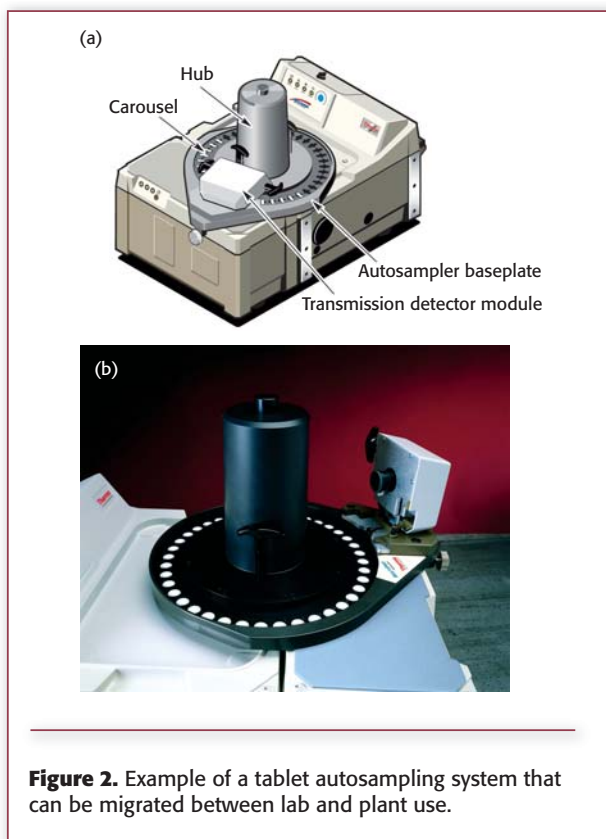 (a)
Hub
Carousel
Autosampler baseplate
Transmission detector module
(b)
Figure 2. Example of a tablet autosampling system that
can be migrated between lab and plant use.